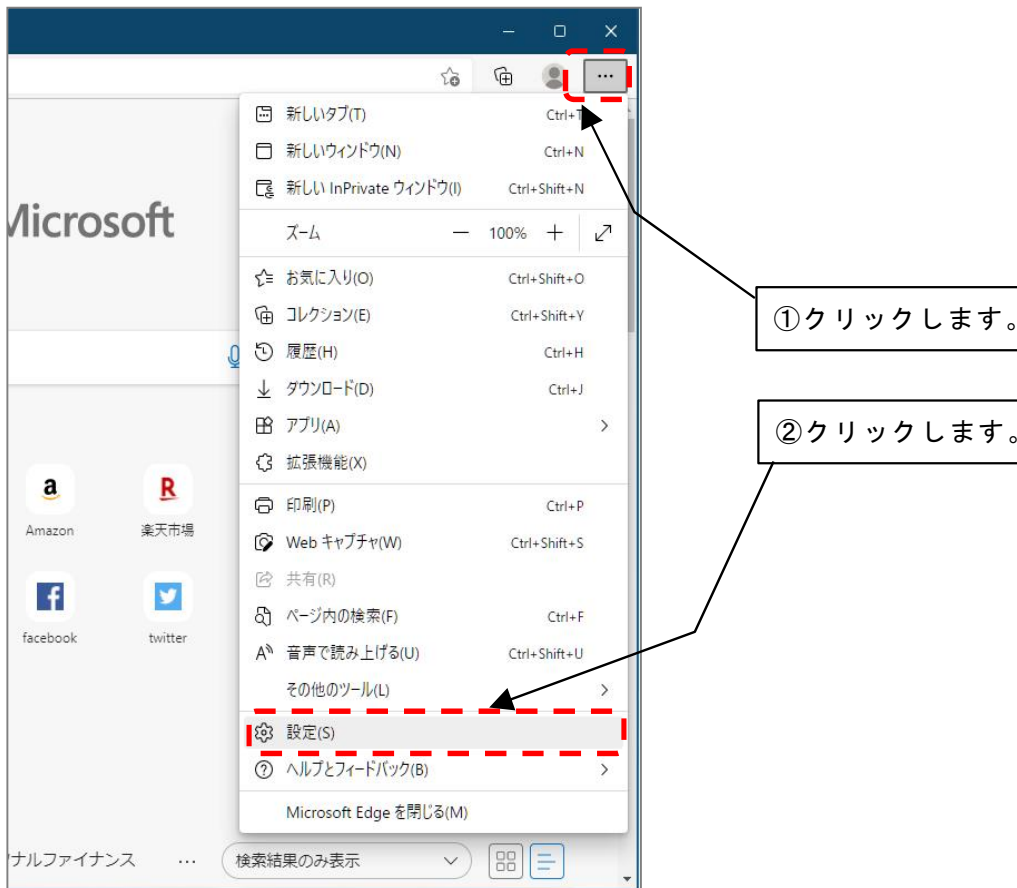 新しいタブ(T) Ctrl+T
新しいウィンドウ(N) Ctrl+N
新しい InPrivate ウィンドウ(I) Ctrl+Shift+N
Microsoft
ズーム 100%
お気に入り(O) Ctrl+Shift+O
コレクション(E) Ctrl+Shift+Y
①クリックします。
履歴(H) Ctrl+H
ダウンロード(D) Ctrl+J
アプリ(A)
②クリックします。
拡張機能(X)
印刷(P) Ctrl+P
Amazon 楽天市場
Web キャプチャ(W) Ctrl+Shift+S
共有(R)
ページ内の検索(F) Ctrl+F
facebook twitter
音声で読み上げる(U) Ctrl+Shift+U
その他のツール(L)
設定(S)
ヘルプとフィードバック(B)
Microsoft Edge を閉じる(M)
ナルファイナンス ... 検索結果のみ表示